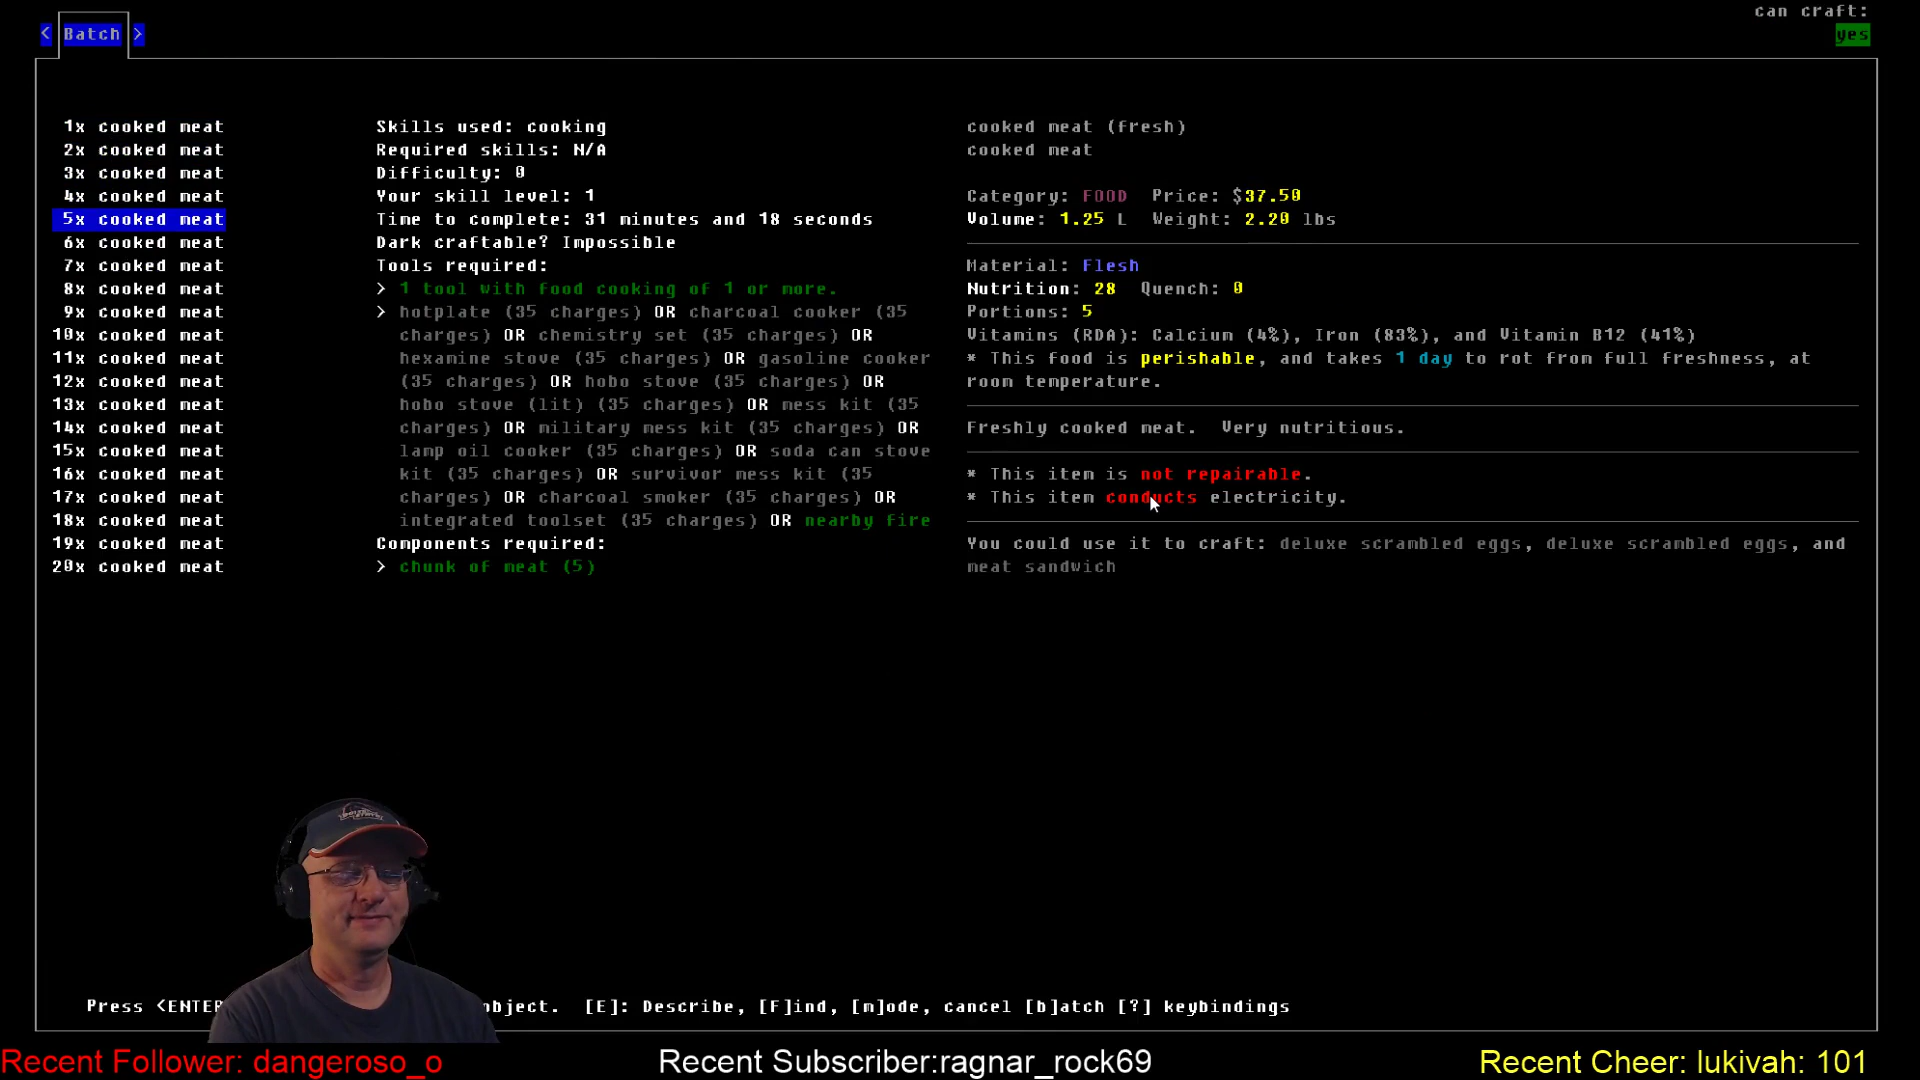 can craft:
< Batch >
yes
1x cooked meat
2x cooked meat
3x cooked meat
4x cooked meat
5x cooked meat
6x cooked meat
7x cooked meat
8x cooked meat
9x cooked meat
10x cooked meat
11x cooked meat
12x cooked meat
13x cooked meat
14x cooked meat
15x cooked meat
16x cooked meat
17x cooked meat
18x cooked meat
19x cooked meat
20x cooked meat
Skills used: cooking
Required skills: N/A
Difficulty: 0
Your skill level: 1
Time to complete: 31 minutes and 18 seconds
Dark craftable? Impossible
Tools required:
> 1 tool with food cooking of 1 or more.
> hotplate (35 charges) OR charcoal cooker (35
charges) OR chemistry set (35 charges) OR
hexamine stove (35 charges) OR gasoline cooker
(35 charges) OR hobo stove (35 charges) OR
hobo stove (lit) (35 charges) OR mess kit (35
charges) OR military mess kit (35 charges) OR
lamp oil cooker (35 charges) OR soda can stove
kit (35 charges) OR survivor mess kit (35
charges) OR charcoal smoker (35 charges) OR
integrated toolset (35 charges) OR nearby fire
Components required:
> chunk of meat (5)
cooked meat (fresh)
cooked meat
Category: FOOD Price: $37.50
Volume: 1.25 L Weight: 2.20 lbs
Material: Flesh
Nutrition: 28 Quench: 0
Portions: 5
Vitamins (RDA): Calcium (4%), Iron (83%), and Vitamin B12 (41%)
* This food is perishable, and takes 1 day to rot from full freshness, at
room temperature.
Freshly cooked meat. Very nutritious.
* This item is not repairable.
* This item conducts electricity.
You could use it to craft: deluxe scrambled eggs, deluxe scrambled eggs, and
meat sandwich
Press <ENTER object. [E]: Describe, [F]ind, [m]ode, cancel [b]atch [?] keybindings
Recent Follower: dangeroso_o
Recent Subscriber:ragnar_rock69
Recent Cheer: lukivah: 101